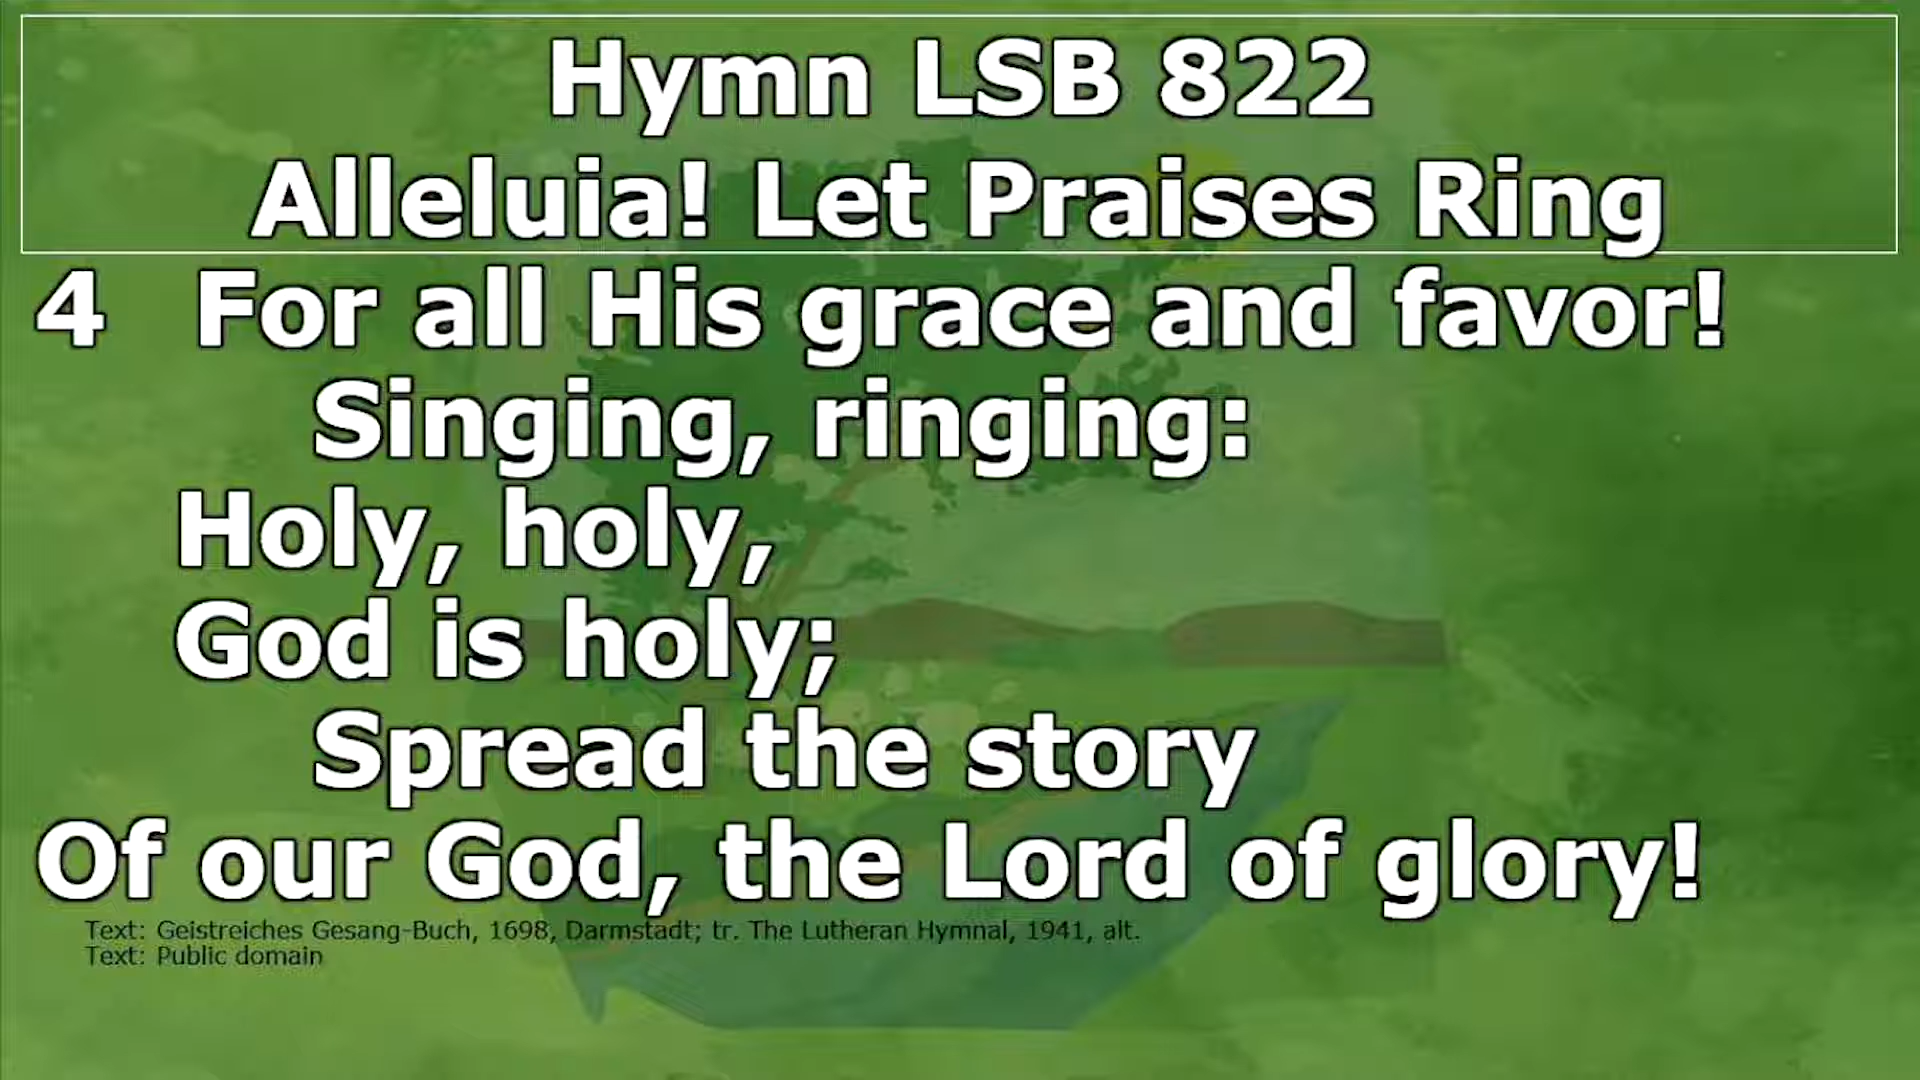 Hymn LSB 822
Alleluia! Let Praises Ring
4 For all His grace and favor!
Singing, ringing:
Holy, holy,
God is holy;
Spread the story
Of our God, the Lord of glory!
Text: Geistreiches Gesang-Buch, 1698, Darmstadt; tr. The Lutheran Hymnal, 1941, alt.
Text: Public domain